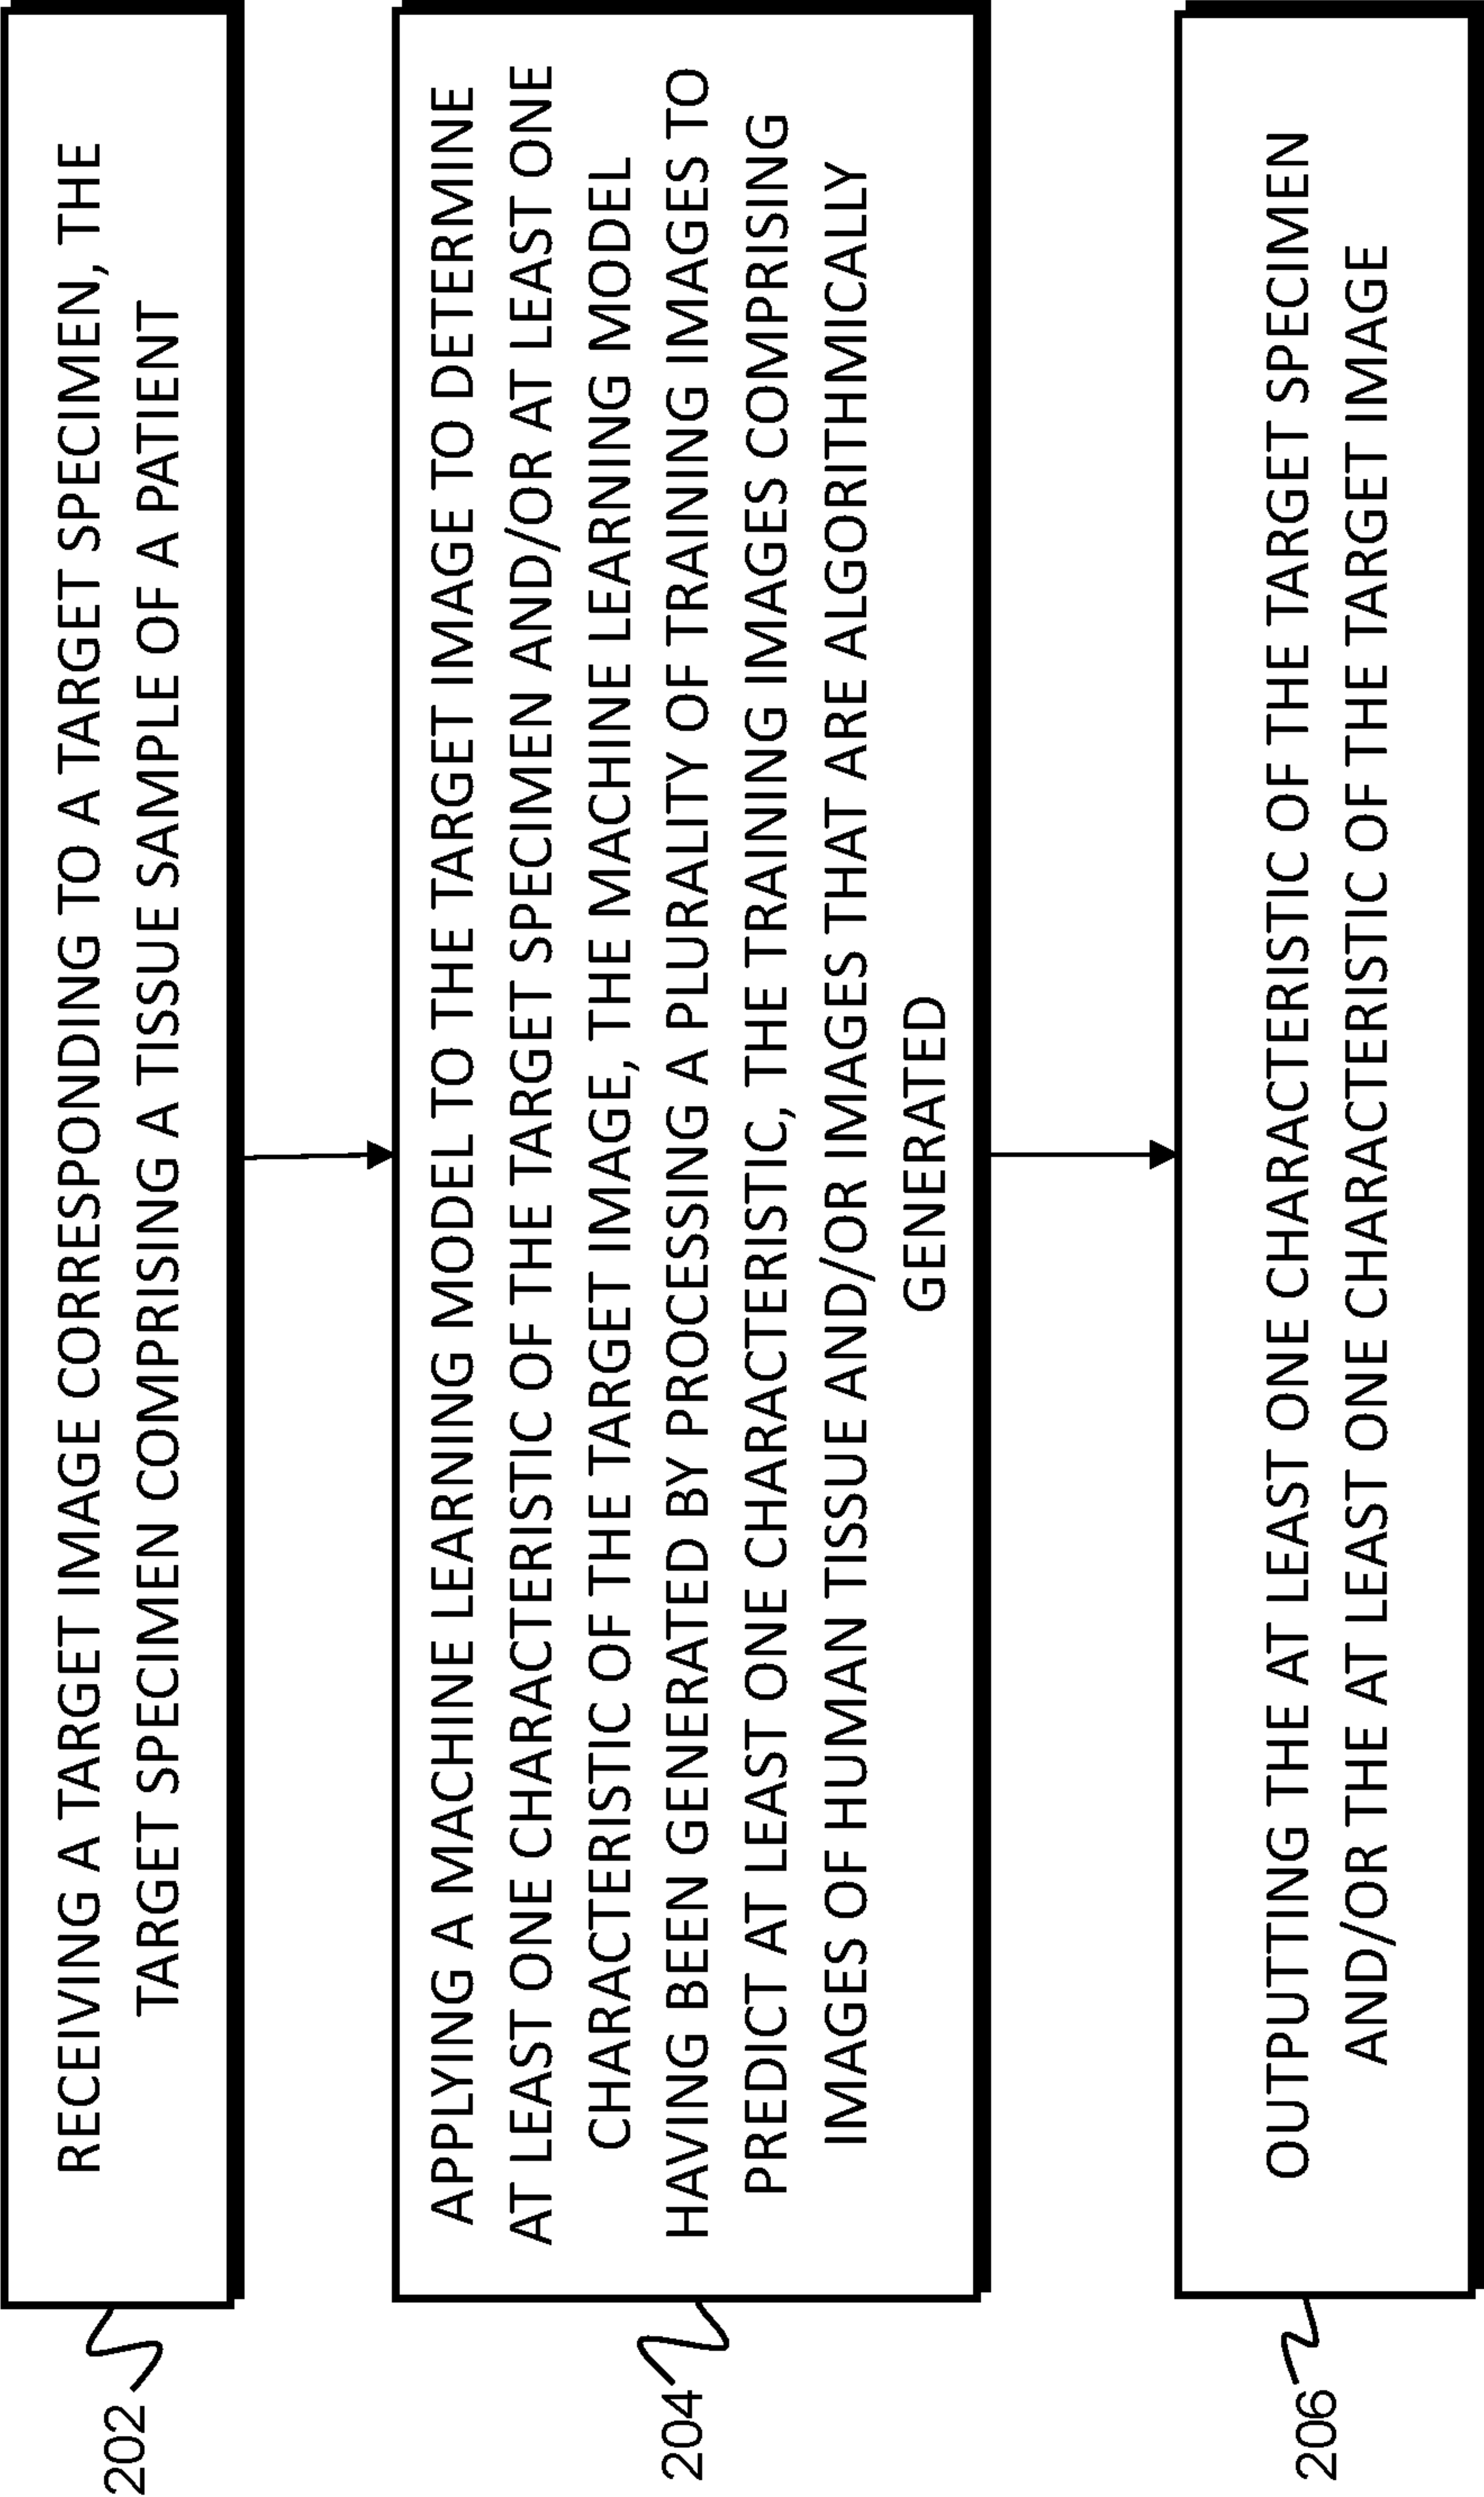 202
RECEIVING A TARGET IMAGE CORRESPONDING TO A TARGET SPECIMEN, THE
TARGET SPECIMEN COMPRISING A TISSUE SAMPLE OF A PATIENT
204
APPLYING A MACHINE LEARNING MODEL TO THE TARGET IMAGE TO DETERMINE
AT LEAST ONE CHARACTERISTIC OF THE TARGET SPECIMEN AND/OR AT LEAST ONE
CHARACTERISTIC OF THE TARGET IMAGE, THE MACHINE LEARNING MODEL
HAVING BEEN GENERATED BY PROCESSING A PLURALITY OF TRAINING IMAGES TO
PREDICT AT LEAST ONE CHARACTERISTIC, THE TRAINING IMAGES COMPRISING
IMAGES OF HUMAN TISSUE AND/OR IMAGES THAT ARE ALGORITHMICALLY
GENERATED
206
OUTPUTTING THE AT LEAST ONE CHARACTERISTIC OF THE TARGET SPECIMEN
AND/OR THE AT LEAST ONE CHARACTERISTIC OF THE TARGET IMAGE